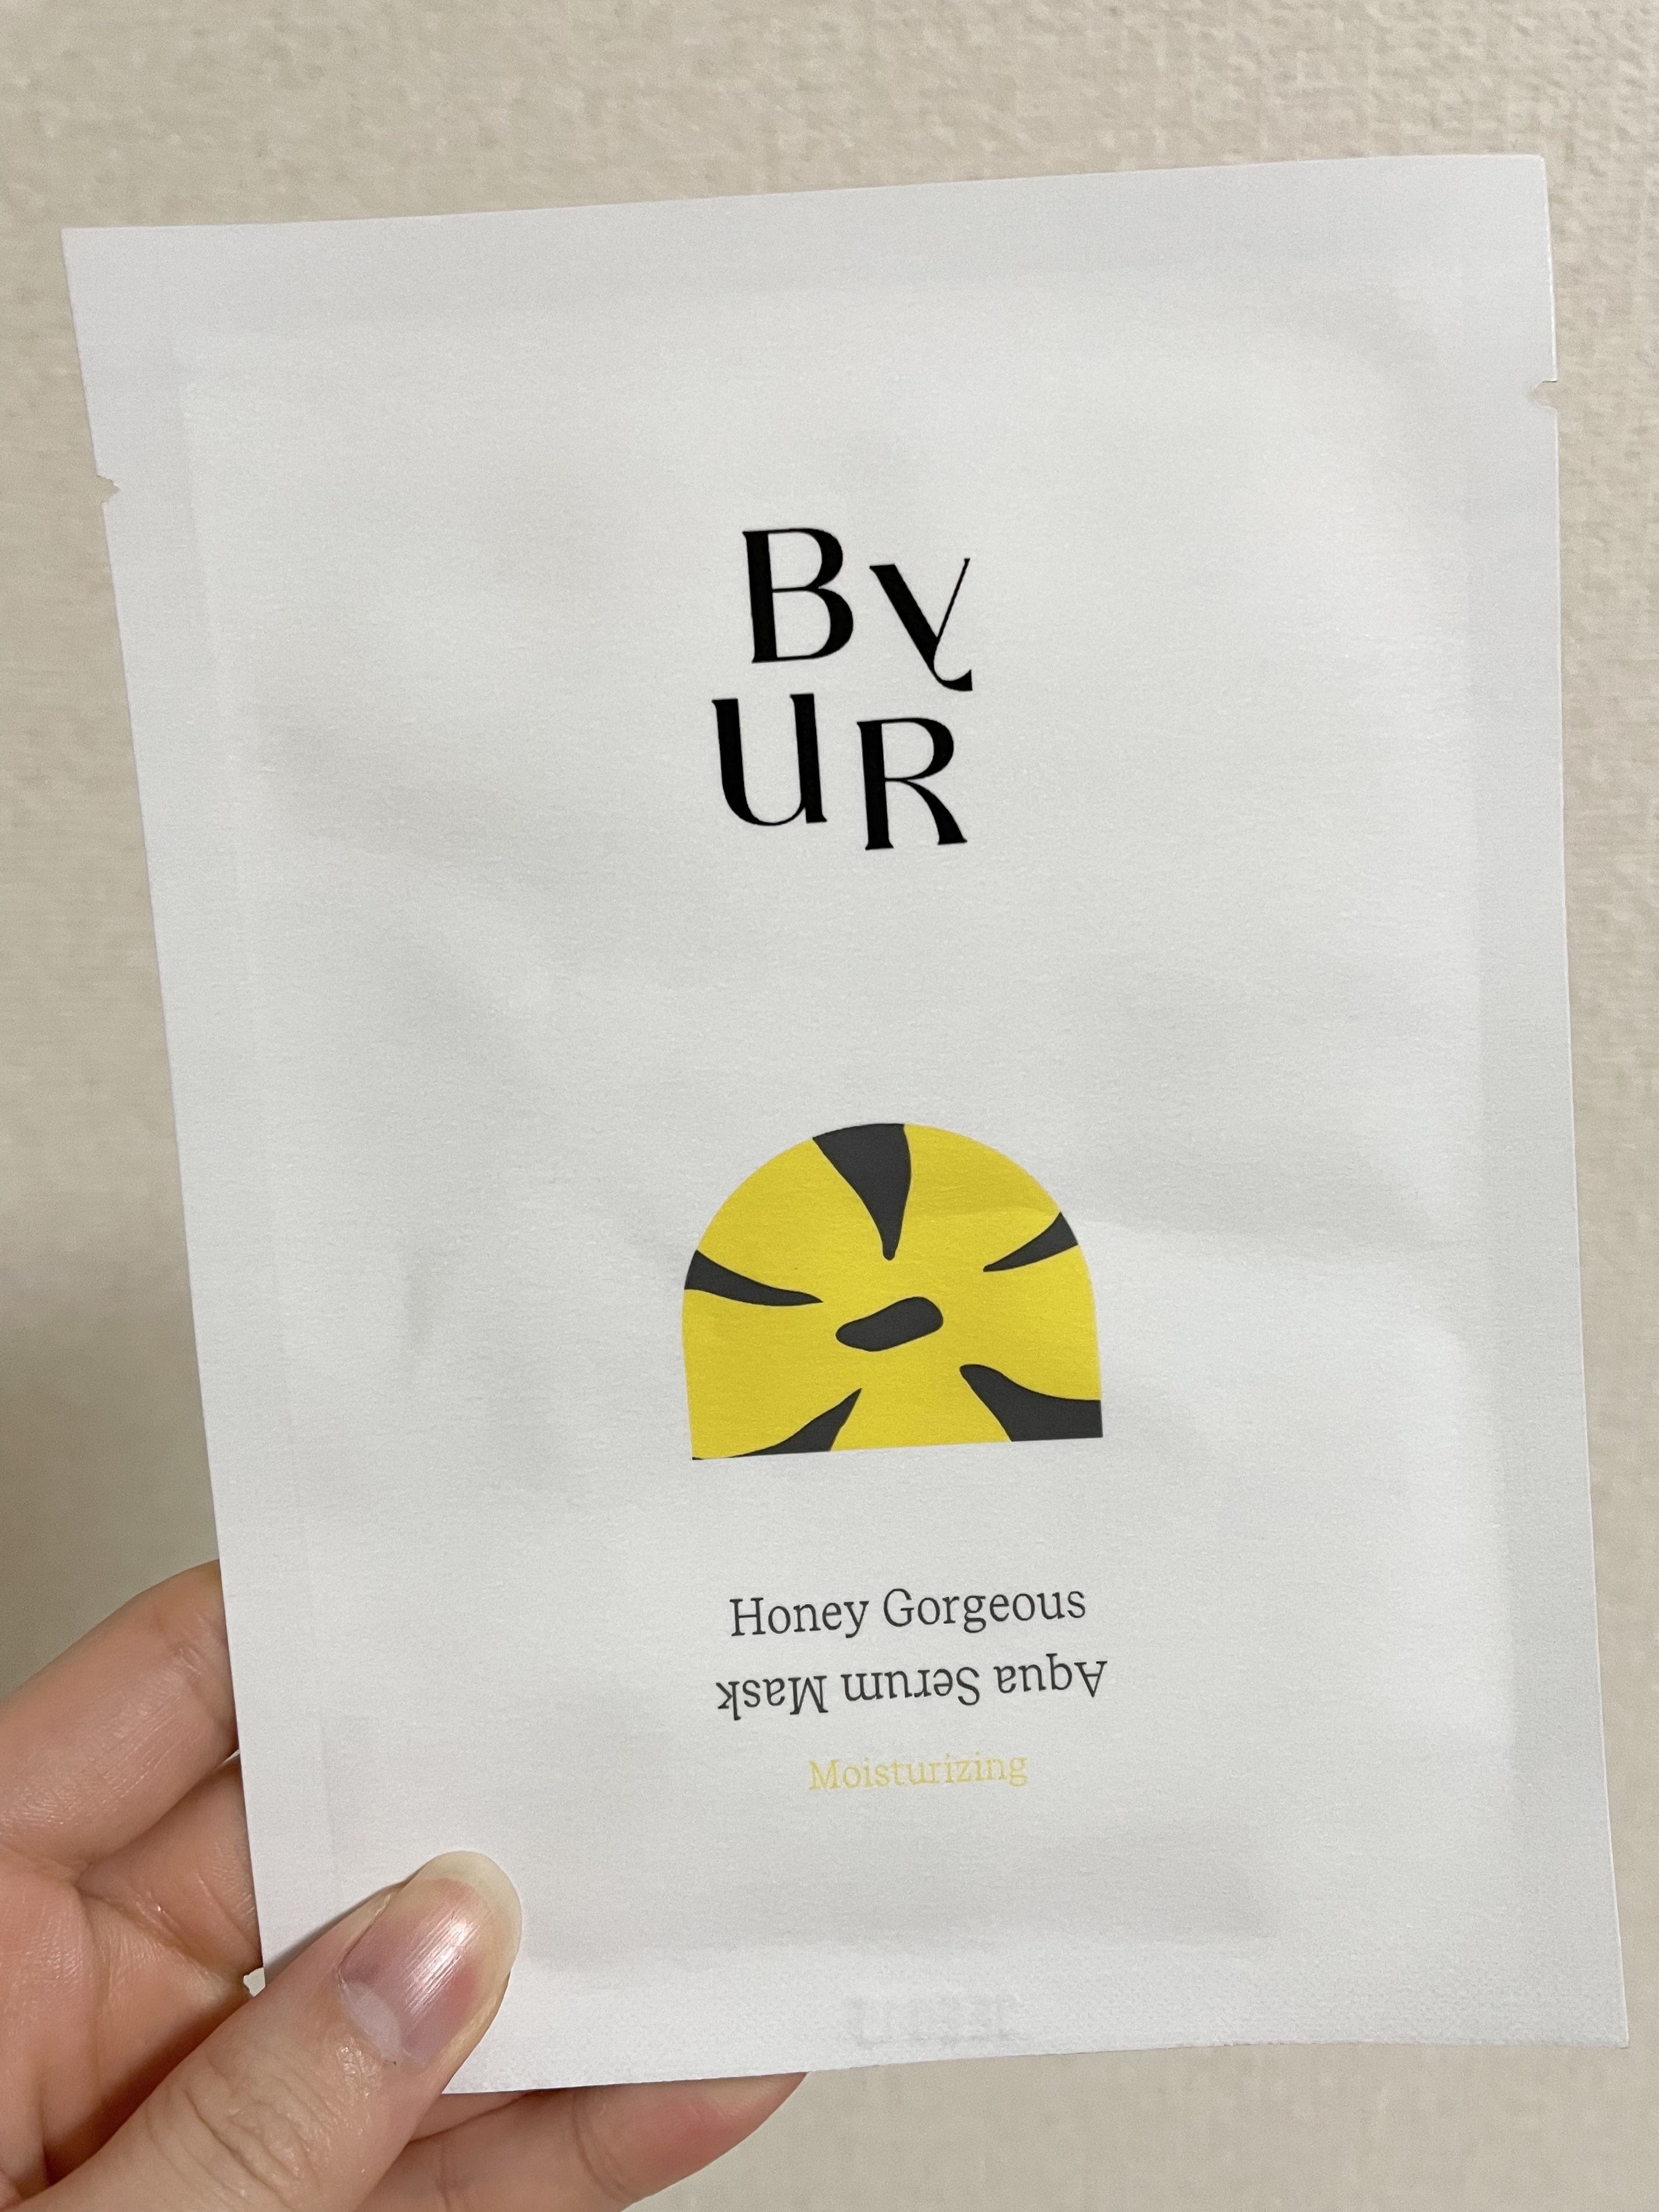 By
UR
Honey Gorgeous
Aqua Serum Mask
Moisturizing